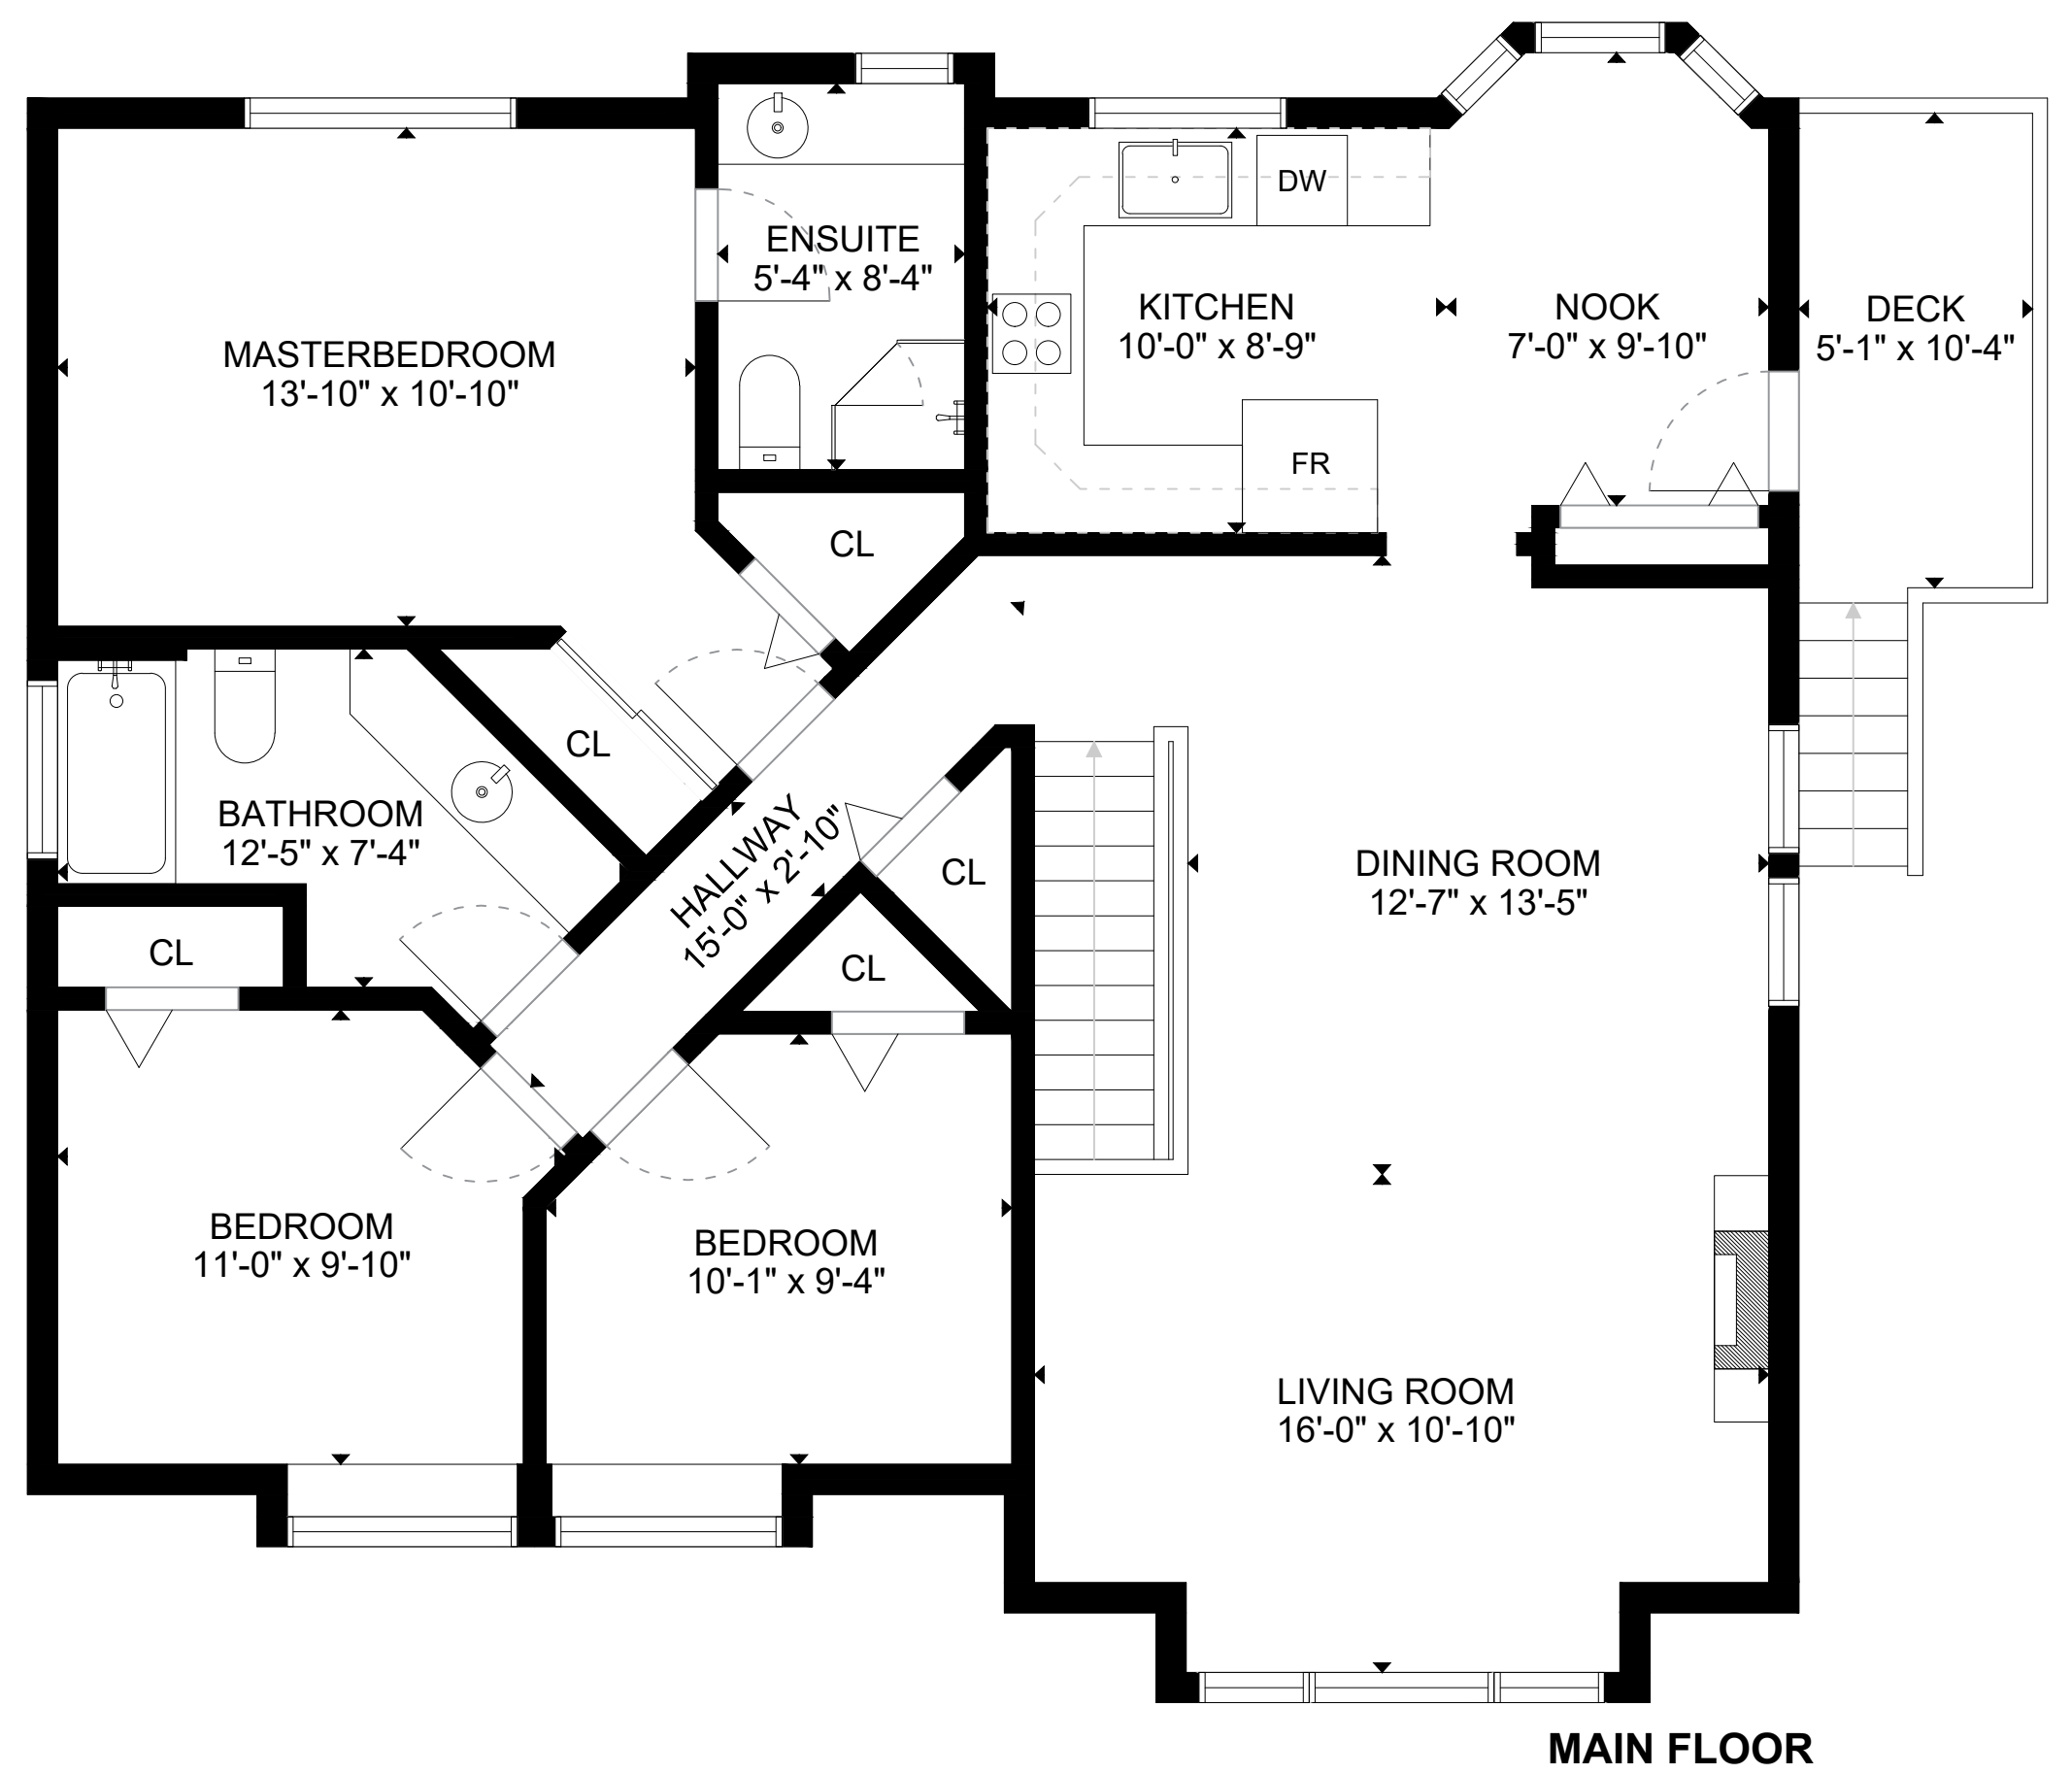 ENSUITE
5'-4" x 8'-4"
DW
KITCHEN
10'-0" x 8'-9"
NOOK
7'-0" x 9'-10"
DECK
5'-1" x 10'-4"
MASTERBEDROOM
13'-10" x 10'-10"
FR
CL
CL
BATHROOM
12'-5" x 7'-4"
HALLWAY
15'-0" x 2'-10"
CL
DINING ROOM
12'-7" x 13'-5"
CL
CL
BEDROOM
11'-0" x 9'-10"
BEDROOM
10'-1" x 9'-4"
LIVING ROOM
16'-0" x 10'-10"
MAIN FLOOR